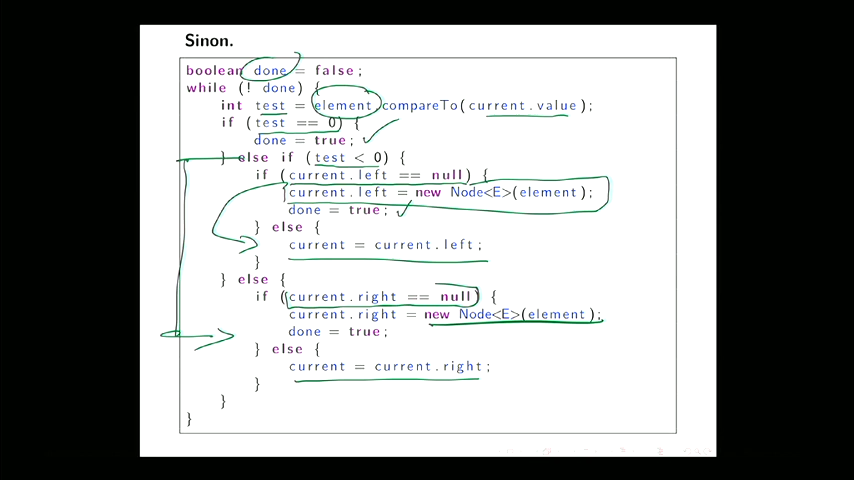 Sinon.
boolean done = false;
while (! done) {
int test = element.compareTo(current.value);
if (test == 0) {
done = true;
} else if (test < 0) {
if (current.left == null) {
current.left = new Node<E>(element);
done = true;
} else {
current = current.left;
}
} else {
if (current.right == null) {
current.right = new Node<E>(element);
done = true;
} else {
current = current.right;
}
}
}